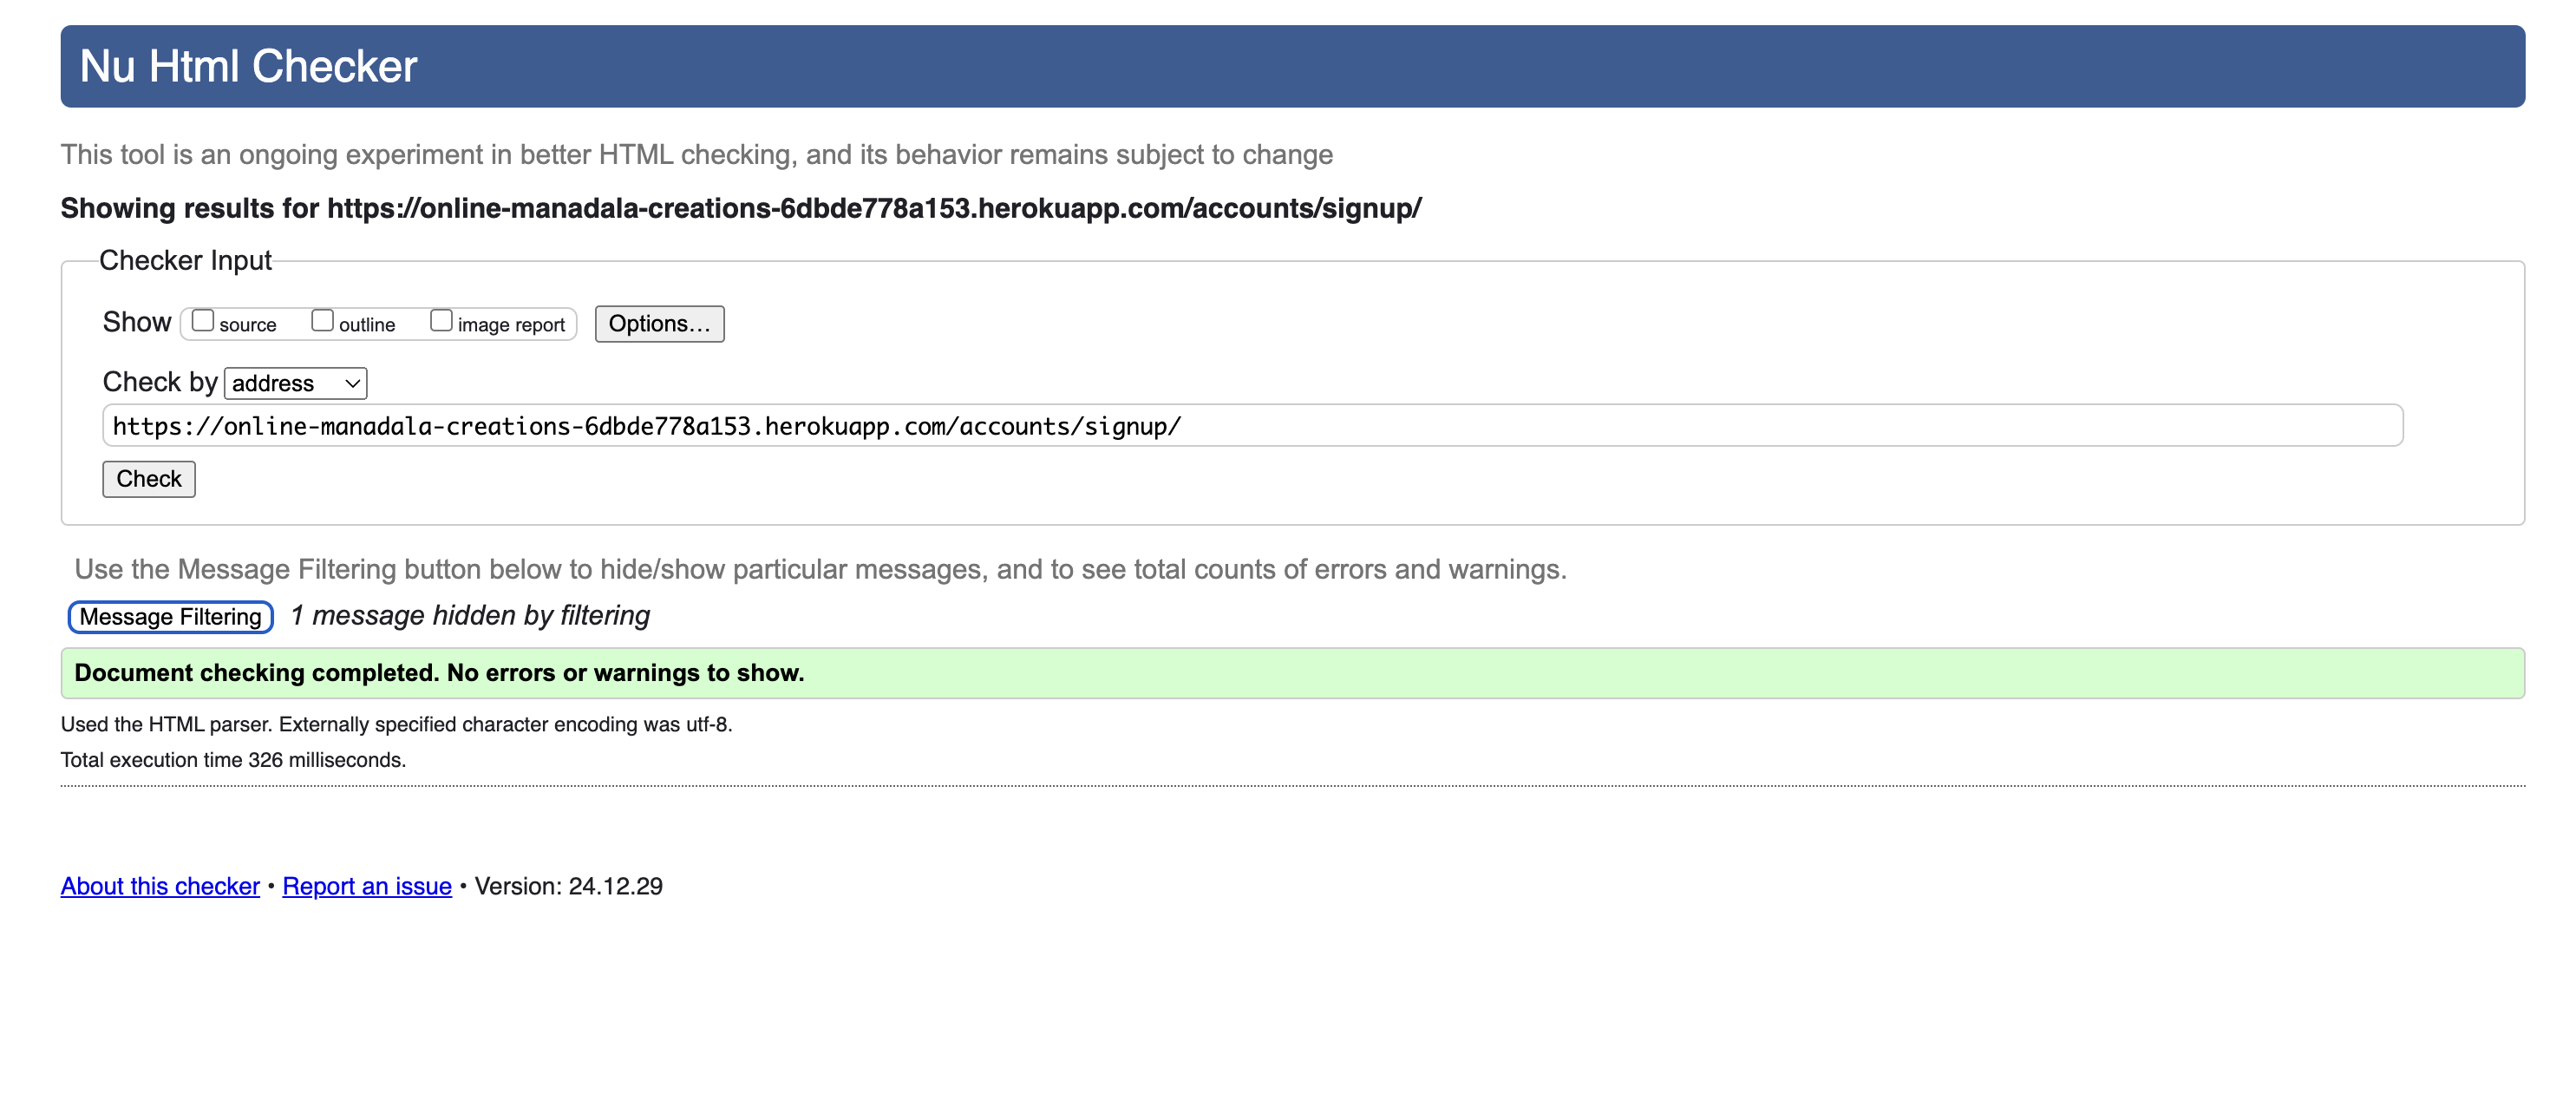 Nu Html Checker
This tool is an ongoing experiment in better HTML checking, and its behavior remains subject to change
Showing results for https://online-manadala-creations-6dbde778a153.herokuapp.com/accounts/signup/
Checker Input
Show source outline image report Options...
Check by address
https://online-manadala-creations-6dbde778a153.herokuapp.com/accounts/signup/
Check
Use the Message Filtering button below to hide/show particular messages, and to see total counts of errors and warnings.
Message Filtering 1 message hidden by filtering
Document checking completed. No errors or warnings to show.
Used the HTML parser. Externally specified character encoding was utf-8.
Total execution time 326 milliseconds.
About this checker • Report an issue • Version: 24.12.29